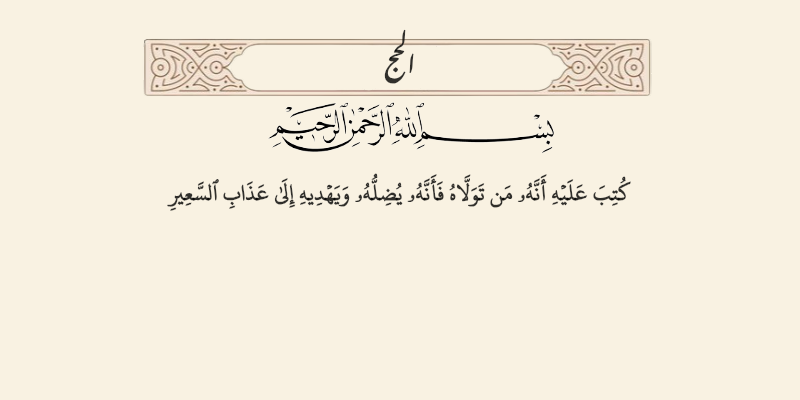 الحج
بِسْمِ ٱللَّهِ ٱلرَّحْمَٰنِ ٱلرَّحِيمِ
كُتِبَ عَلَيْهِ أَنَّهُۥ مَن تَوَلَّاهُ فَأَنَّهُۥ يُضِلُّهُۥ وَيَهْدِيهِ إِلَىٰ عَذَابِ ٱلسَّعِيرِ